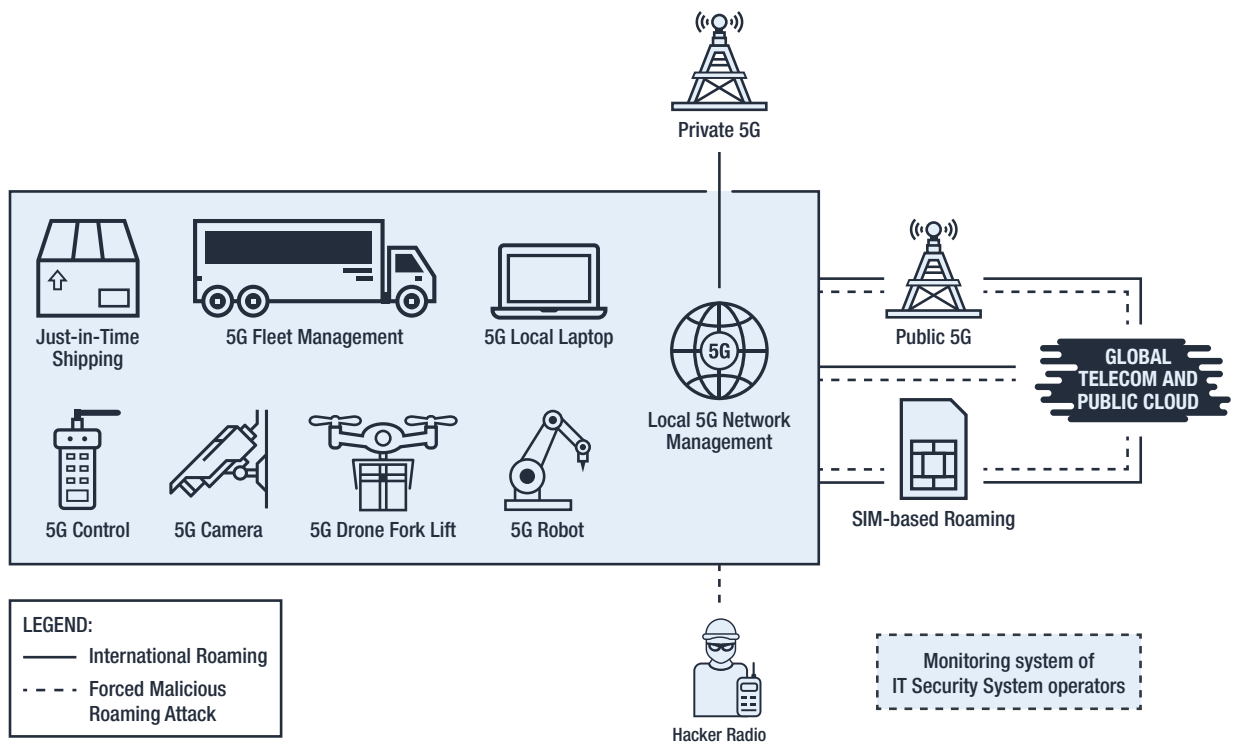 Private 5G
Just-in-Time
Shipping
5G Fleet Management
5G Local Laptop
5G
Local 5G Network
Management
Public 5G
GLOBAL
TELECOM AND
PUBLIC CLOUD
5G Control
5G Camera
5G Drone Fork Lift
5G Robot
SIM-based Roaming
LEGEND:
International Roaming
Forced Malicious
Roaming Attack
Hacker Radio
Monitoring system of
IT Security System operators